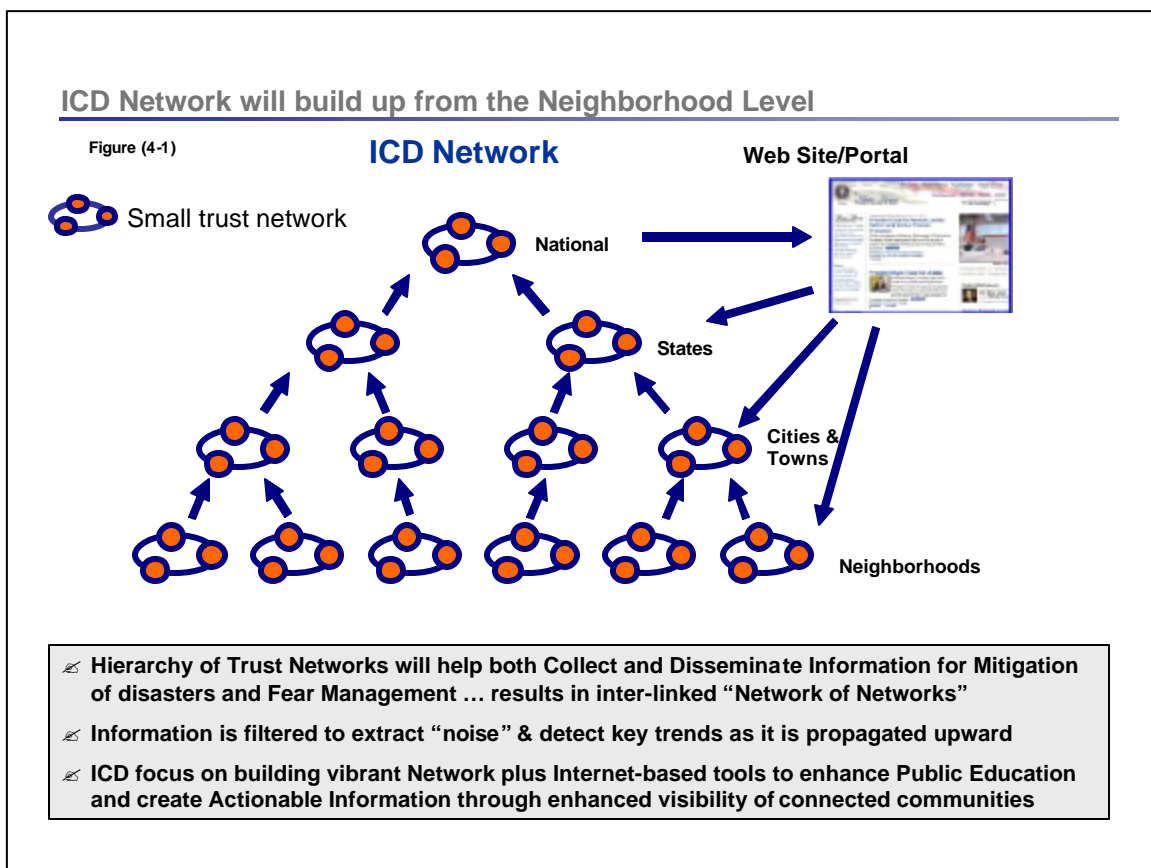 ICD Network will build up from the Neighborhood Level
Figure (4-1)
ICD Network
Web Site/Portal
Small trust network
National
States
Cities &
Towns
Neighborhoods
Hierarchy of Trust Networks will help both Collect and Disseminate Information for Mitigation
of disasters and Fear Management … results in inter-linked “Network of Networks”
Information is filtered to extract “noise” & detect key trends as it is propagated upward
ICD focus on building vibrant Network plus Internet-based tools to enhance Public Education
and create Actionable Information through enhanced visibility of connected communities